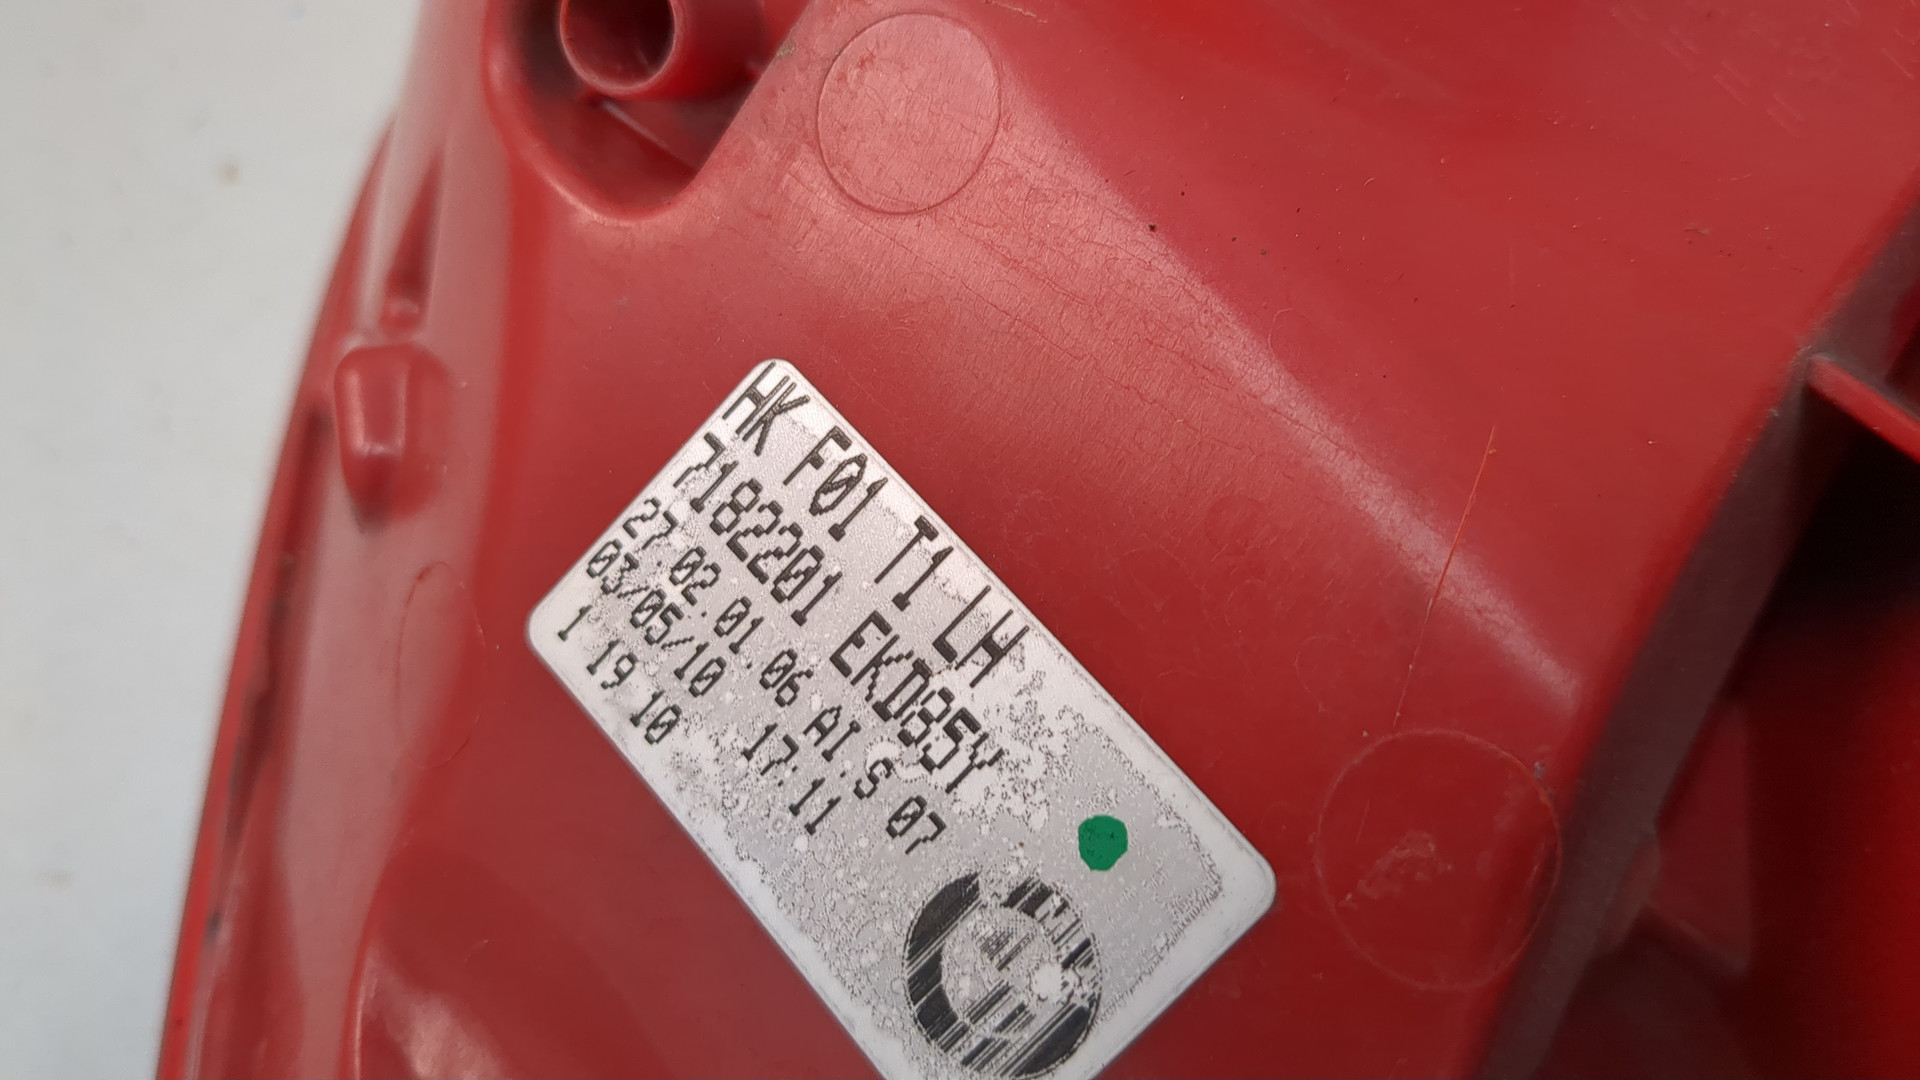 HK F01 T1 LH
7182201 EKD35Y
27.02.01.06 AI.S 07
03/05/10 17:11
1 19 10